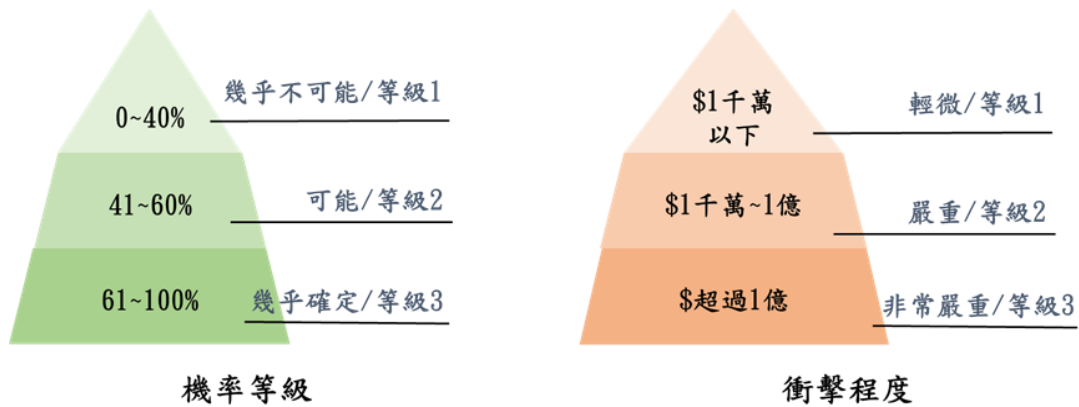 0~40%
幾乎不可能/等級1
41~60%
可能/等級2
61~100%
幾乎確定/等級3
機率等級
$1千萬
以下
輕微/等級1
$1千萬~1億
嚴重/等級2
$超過1億
非常嚴重/等級3
衝擊程度